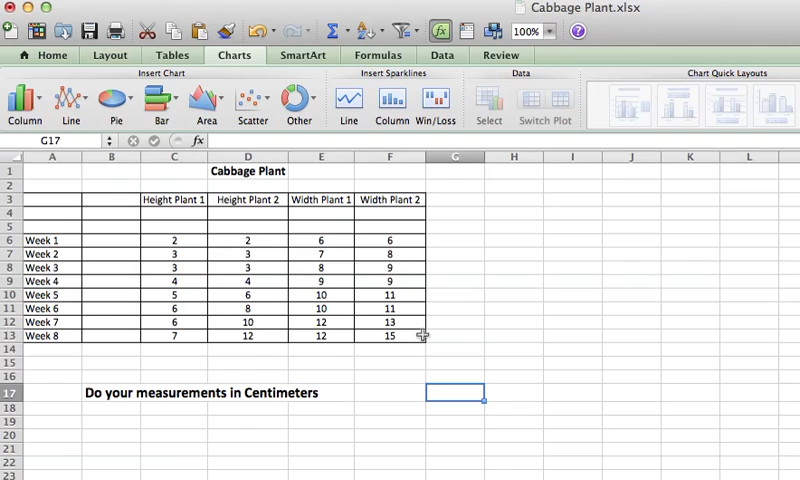 Cabbage Plant.xlsx
100%
Home Layout Tables Charts SmartArt Formulas Data Review
Insert Chart Insert Sparklines Data Chart Quick Layouts
Column Line Pie Bar Area Scatter Other Line Column Win/Loss Select Switch Plot
G17 fx
A B C D E F G H I J K L
1 Cabbage Plant
2
3 Height Plant 1 Height Plant 2 Width Plant 1 Width Plant 2
4
5
6 Week 1 2 2 6 6
7 Week 2 3 3 7 8
8 Week 3 3 3 8 9
9 Week 4 4 4 9 9
10 Week 5 5 6 10 11
11 Week 6 6 8 10 11
12 Week 7 6 10 12 13
13 Week 8 7 12 12 15
14
15
16
17 Do your measurements in Centimeters
18
19
20
21
22
23